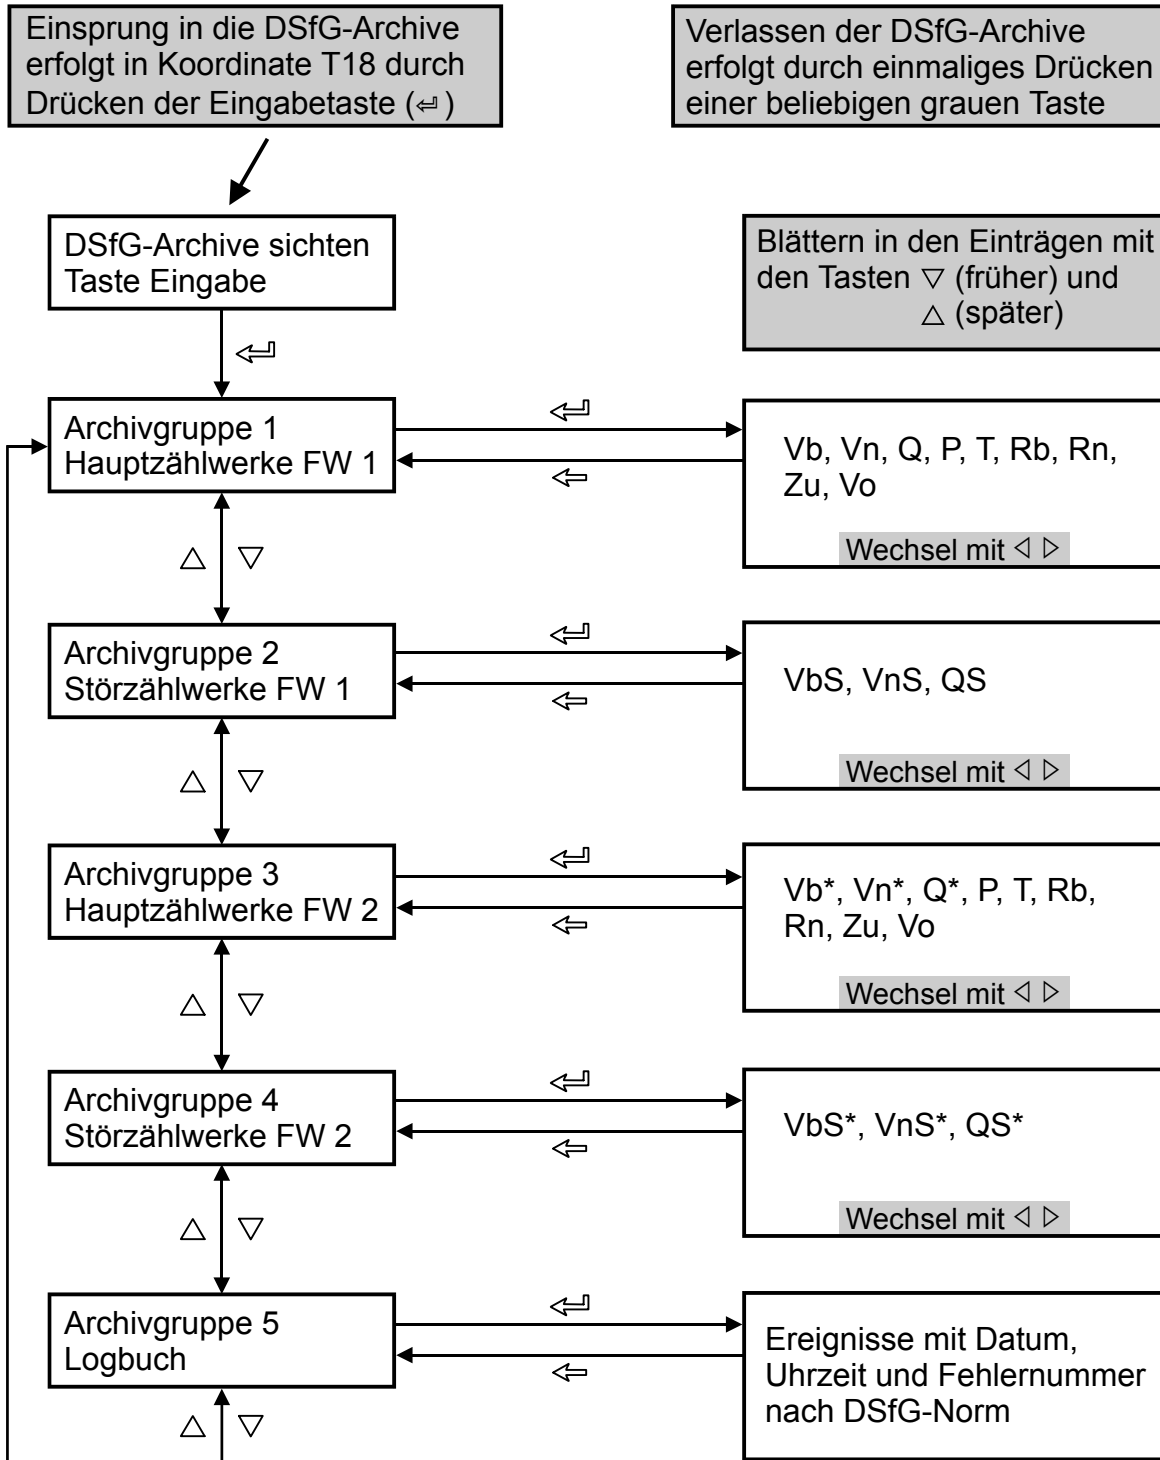 Einsprung in die DSfG-Archive
erfolgt in Koordinate T18 durch
Drücken der Eingabetaste (⏎)
Verlassen der DSfG-Archive
erfolgt durch einmaliges Drücken
einer beliebigen grauen Taste
DSfG-Archive sichten
Taste Eingabe
Blättern in den Einträgen mit
den Tasten ▽ (früher) und
△ (später)
Archivgruppe 1
Hauptzählwerke FW 1
Vb, Vn, Q, P, T, Rb, Rn,
Zu, Vo
Wechsel mit ◁ ▷
Archivgruppe 2
Störzählwerke FW 1
VbS, VnS, QS
Wechsel mit ◁ ▷
Archivgruppe 3
Hauptzählwerke FW 2
Vb*, Vn*, Q*, P, T, Rb,
Rn, Zu, Vo
Wechsel mit ◁ ▷
Archivgruppe 4
Störzählwerke FW 2
VbS*, VnS*, QS*
Wechsel mit ◁ ▷
Archivgruppe 5
Logbuch
Ereignisse mit Datum,
Uhrzeit und Fehlernummer
nach DSfG-Norm